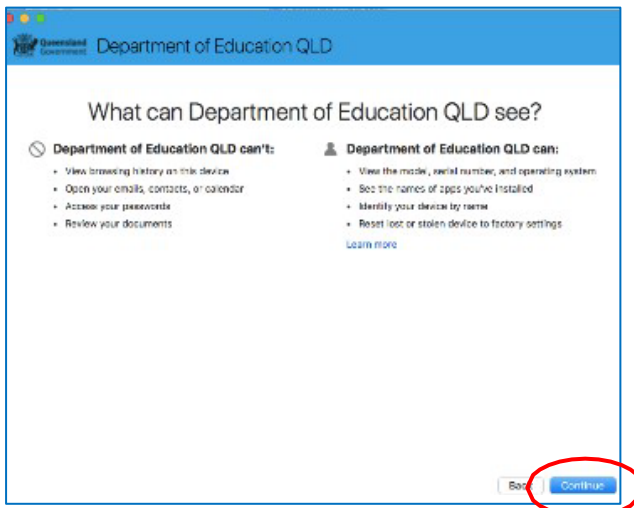 Queensland
Government
Department of Education QLD
What can Department of Education QLD see?
Department of Education QLD can't:
• View browsing history on this device
• Open your emails, contacts, or calendar
• Access your passwords
• Review your documents
Department of Education QLD can:
• View the model, serial number, and operating system
• See the names of apps you've installed
• Identify your device by name
• Reset lost or stolen device to factory settings
Learn more
Back
Continue